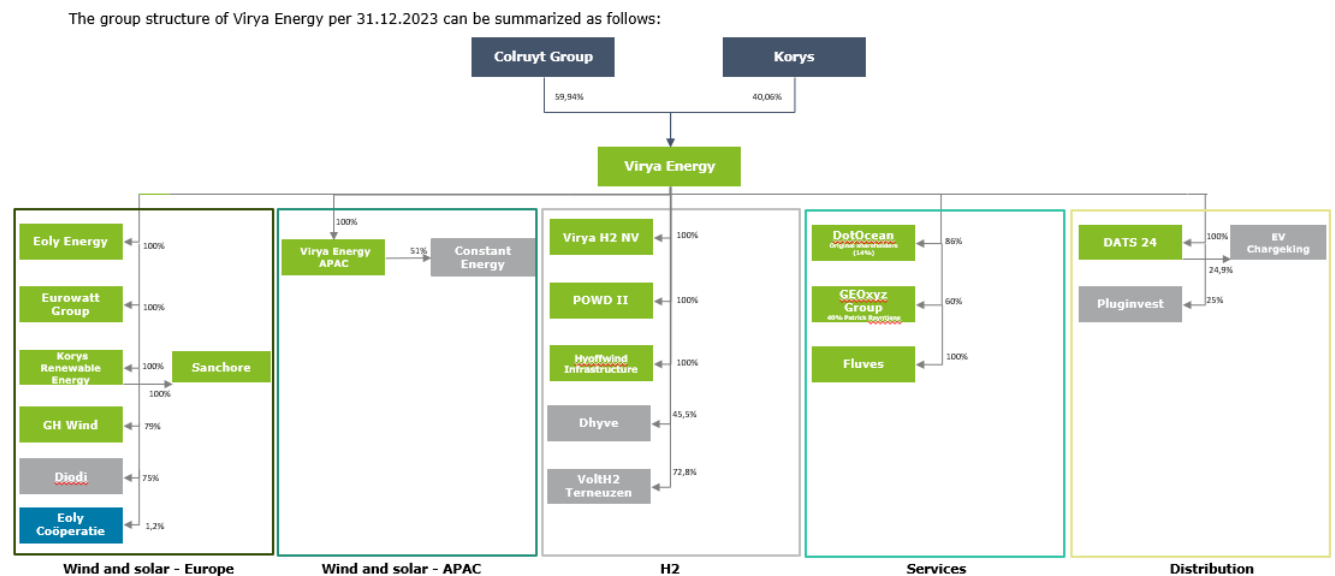 The group structure of Virya Energy per 31.12.2023 can be summarized as follows:
Colruyt Group
Korys
59,94%
40,06%
Virya Energy
Eoly Energy
100%
Eurowatt
Group
100%
Korys
Renewable
Energy
100%
100%
Sanchore
GH Wind
79%
Diodi
75%
Eoly
Coöperatie
1,2%
Wind and solar - Europe
100%
Virya Energy
APAC
51%
Constant
Energy
Wind and solar - APAC
Virya H2 NV
100%
POWD II
100%
Hyoffwind
Infrastructure
100%
Dhyve
45,5%
VoltH2
Terneuzen
72,8%
H2
DotOcean
Original shareholders
(14%)
86%
GEOxyz
Group
40% Patrick Reyntjens
60%
Fluves
100%
Services
DATS 24
100%
EV
Chargeking
24,9%
Pluginvest
25%
Distribution